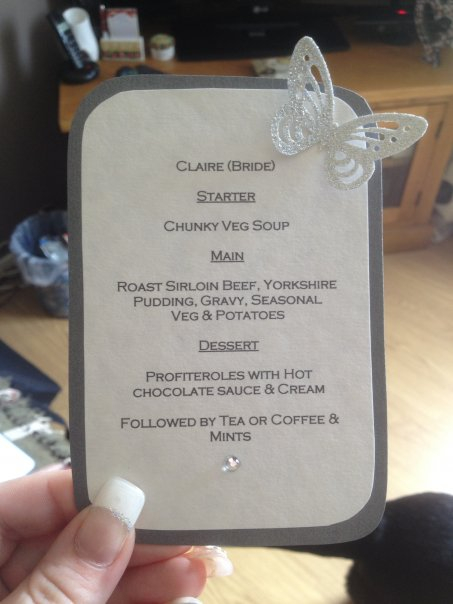 Claire (Bride)
Starter
Chunky Veg Soup
Main
Roast Sirloin Beef, Yorkshire
Pudding, Gravy, Seasonal
Veg & Potatoes
Dessert
Profiteroles with Hot
chocolate sauce & Cream
Followed by Tea or Coffee &
Mints